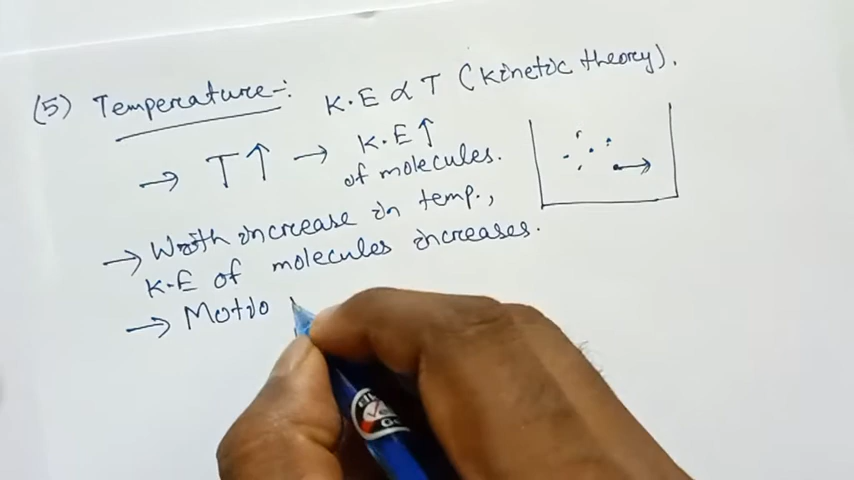 (5) Temperature :- K.E ∝ T (Kinetic theory).
→ T↑ → K.E↑ of molecules.
→ With increase in temp.,
K.E of molecules increases.
→ Motio